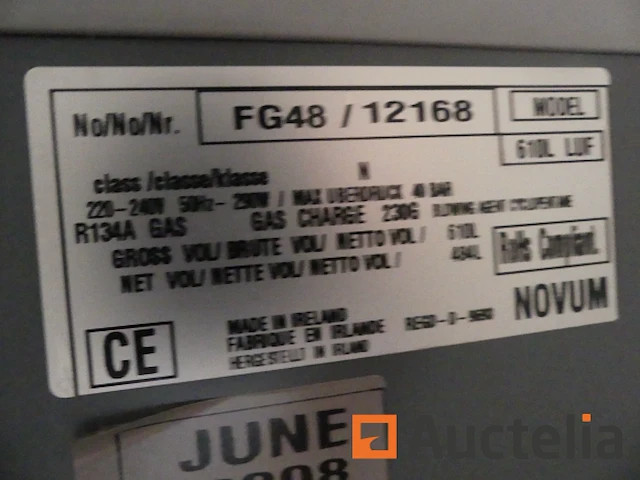 No/No/Nr. FG48 / 12168 MODEL
610L LUF
class /classe/klasse N
220-240V 50Hz-290W / MAX UBERDRUCK 40 BAR
R134A GAS GAS CHARGE 230G BLOWING AGENT CYCLOPENTANE
GROSS VOL/ BRUTE VOL/ NETTO VOL/ 610L
NET VOL/ NETTE VOL/ NETTO VOL/ 484L
RoHs Compliant.
NOVUM
CE
MADE IN IRELAND
FABRIQUE EN IRLANDE
HERGESTELLT IN IRLAND
JUNE
2008
Auctelia